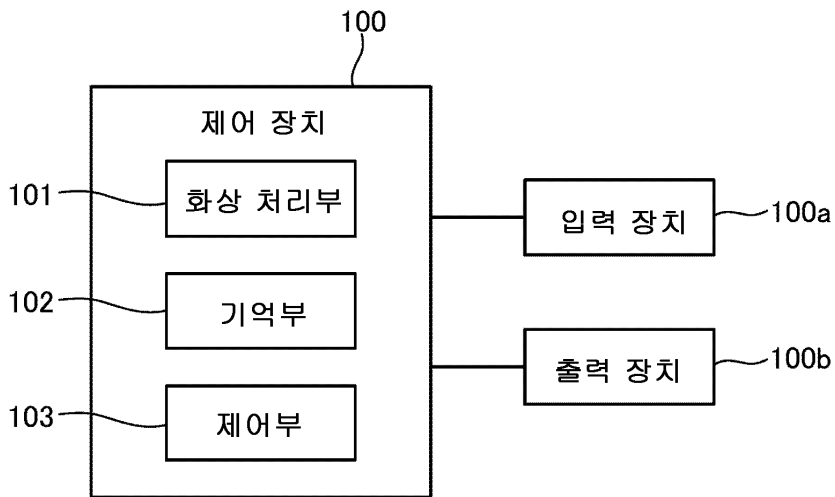 100
제어 장치
101
화상 처리부
입력 장치
100a
102
기억부
출력 장치
100b
103
제어부